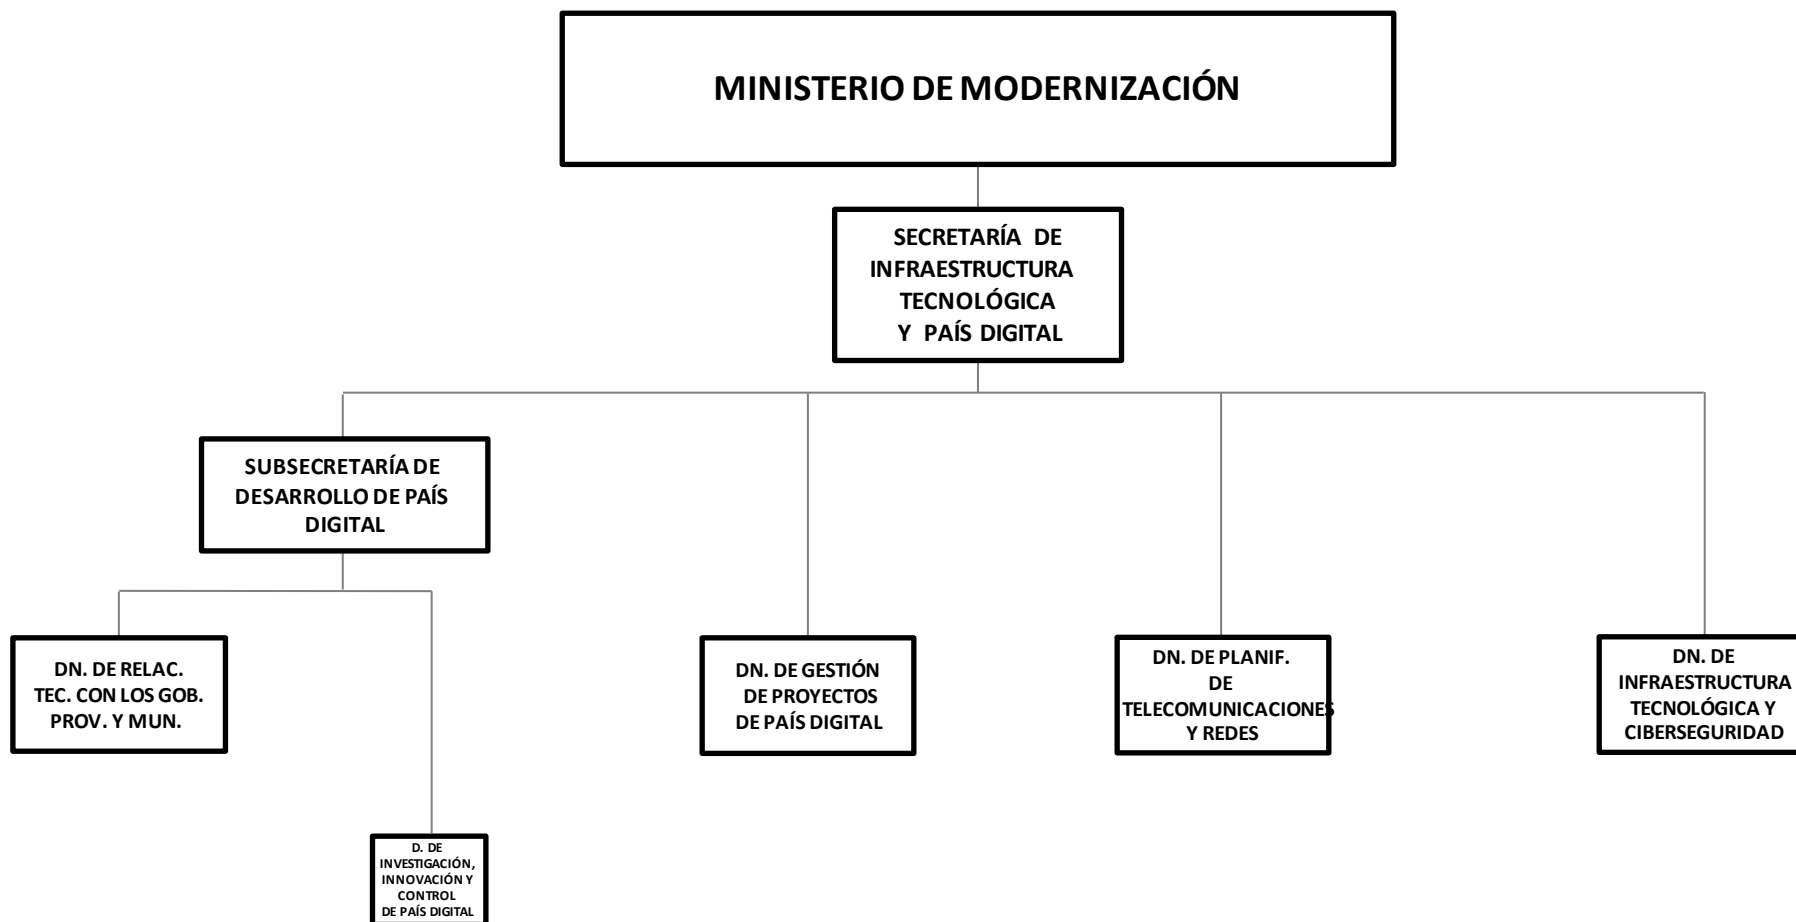 MINISTERIO DE MODERNIZACIÓN
SECRETARÍA DE
INFRAESTRUCTURA
TECNOLÓGICA
Y PAÍS DIGITAL
SUBSECRETARÍA DE
DESARROLLO DE PAÍS
DIGITAL
DN. DE RELAC.
TEC. CON LOS GOB.
PROV. Y MUN.
DN. DE GESTIÓN
DE PROYECTOS
DE PAÍS DIGITAL
DN. DE PLANIF.
DE
TELECOMUNICACIONES
Y REDES
DN. DE
INFRAESTRUCTURA
TECNOLÓGICA Y
CIBERSEGURIDAD
D. DE
INVESTIGACIÓN,
INNOVACIÓN Y
CONTROL
DE PAÍS DIGITAL